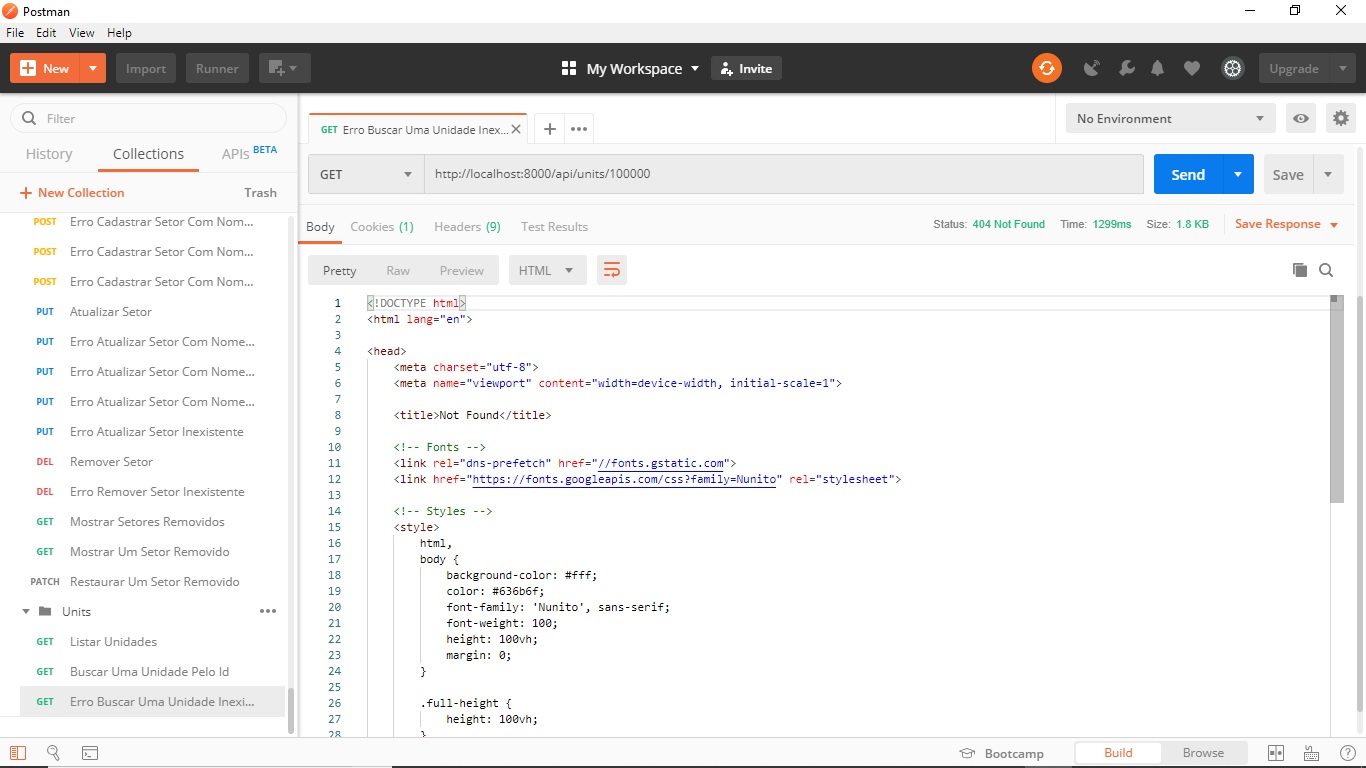 Postman
File Edit View Help
New Import Runner My Workspace Invite Upgrade
Filter
History Collections APIs BETA
New Collection Trash
POST Erro Cadastrar Setor Com Nom...
POST Erro Cadastrar Setor Com Nom...
POST Erro Cadastrar Setor Com Nom...
PUT Atualizar Setor
PUT Erro Atualizar Setor Com Nome...
PUT Erro Atualizar Setor Com Nome...
PUT Erro Atualizar Setor Com Nome...
PUT Erro Atualizar Setor Inexistente
DEL Remover Setor
DEL Erro Remover Setor Inexistente
GET Mostrar Setores Removidos
GET Mostrar Um Setor Removido
PATCH Restaurar Um Setor Removido
Units
GET Listar Unidades
GET Buscar Uma Unidade Pelo Id
GET Erro Buscar Uma Unidade Inexi...
GET Erro Buscar Uma Unidade Inex...
No Environment
GET http://localhost:8000/api/units/100000 Send Save
Body Cookies (1) Headers (9) Test Results Status: 404 Not Found Time: 1299ms Size: 1.8 KB Save Response
Pretty Raw Preview HTML
1 <!DOCTYPE html>
2 <html lang="en">
3
4 <head>
5 <meta charset="utf-8">
6 <meta name="viewport" content="width=device-width, initial-scale=1">
7
8 <title>Not Found</title>
9
10 <!-- Fonts -->
11 <link rel="dns-prefetch" href="//fonts.gstatic.com">
12 <link href="https://fonts.googleapis.com/css?family=Nunito" rel="stylesheet">
13
14 <!-- Styles -->
15 <style>
16 html,
17 body {
18 background-color: #fff;
19 color: #636b6f;
20 font-family: 'Nunito', sans-serif;
21 font-weight: 100;
22 height: 100vh;
23 margin: 0;
24 }
25
26 .full-height {
27 height: 100vh;
28 }
Bootcamp Build Browse